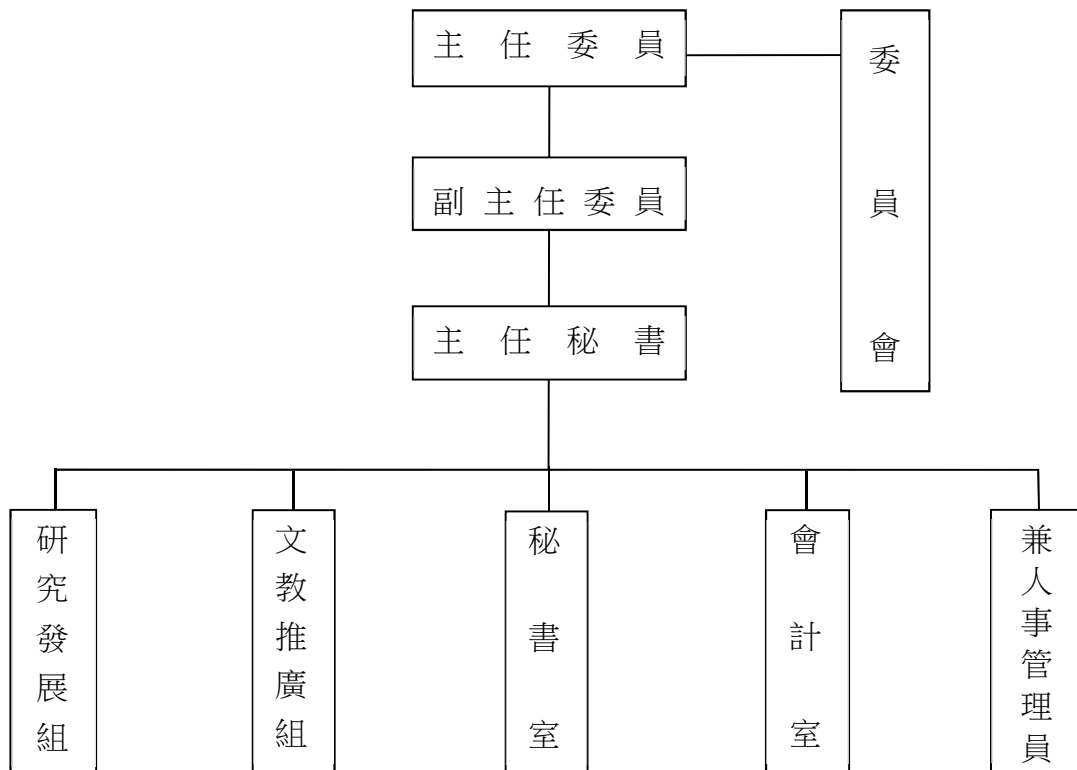 主任委員
委員會
副主任委員
主任秘書
研究發展組
文教推廣組
秘書室
會計室
兼人事管理員